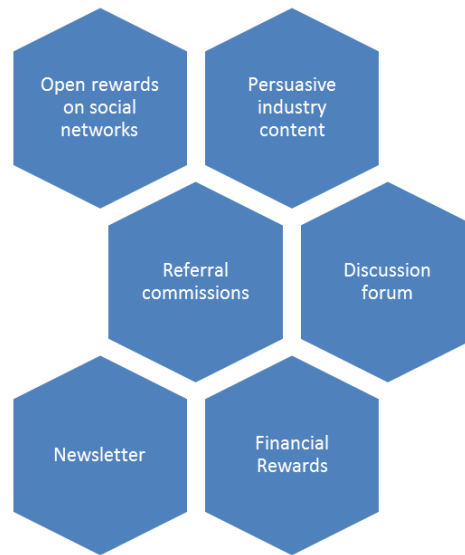 Open rewards
on social
networks
Persuasive
industry
content
Referral
commissions
Discussion
forum
Newsletter
Financial
Rewards